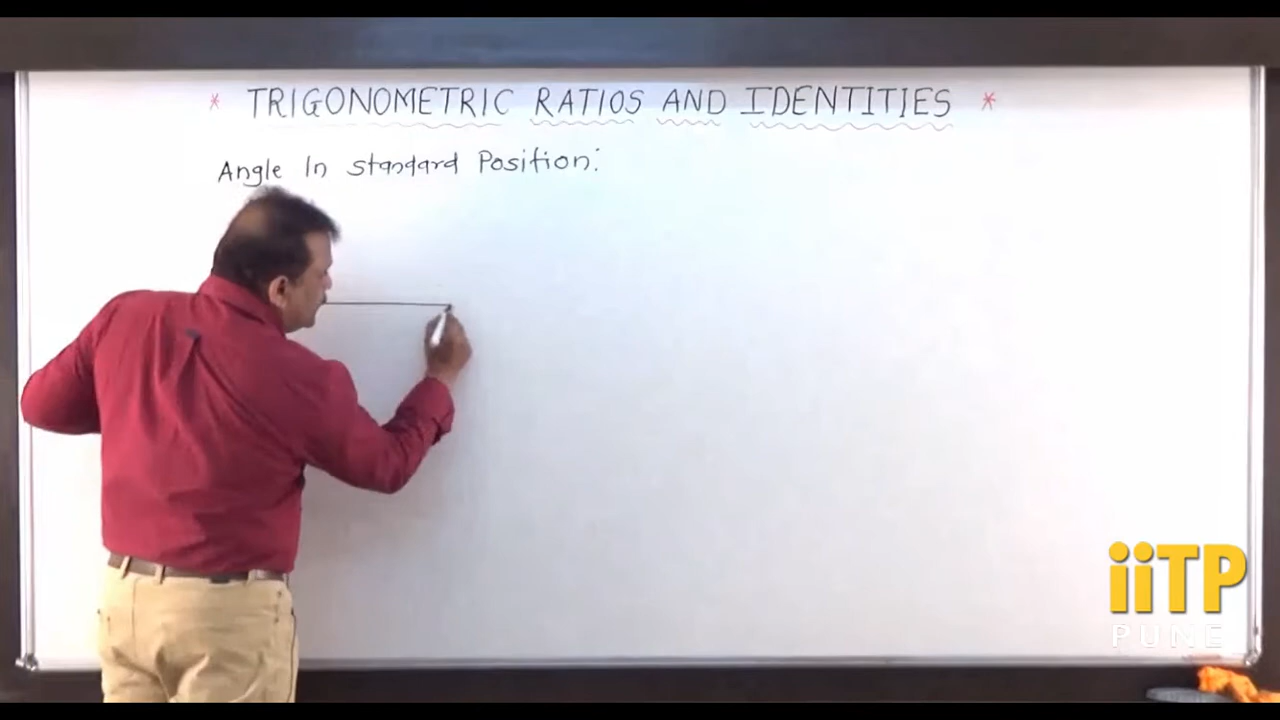 * TRIGONOMETRIC RATIOS AND IDENTITIES *
Angle In standard Position:
iiTP
PUNE